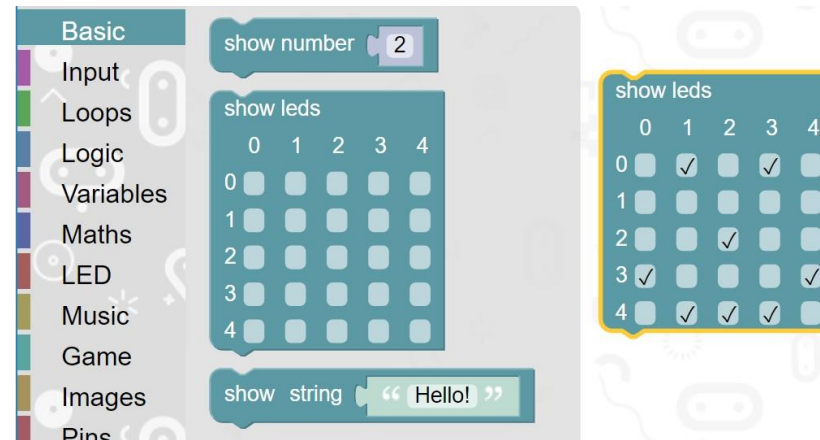 Basic
Input
Loops
Logic
Variables
Maths
LED
Music
Game
Images
Pins
show number 2
show leds
0 1 2 3 4
0
1
2
3
4
show string “ Hello! ”
show leds
0 1 2 3 4
0
1
2
3
4